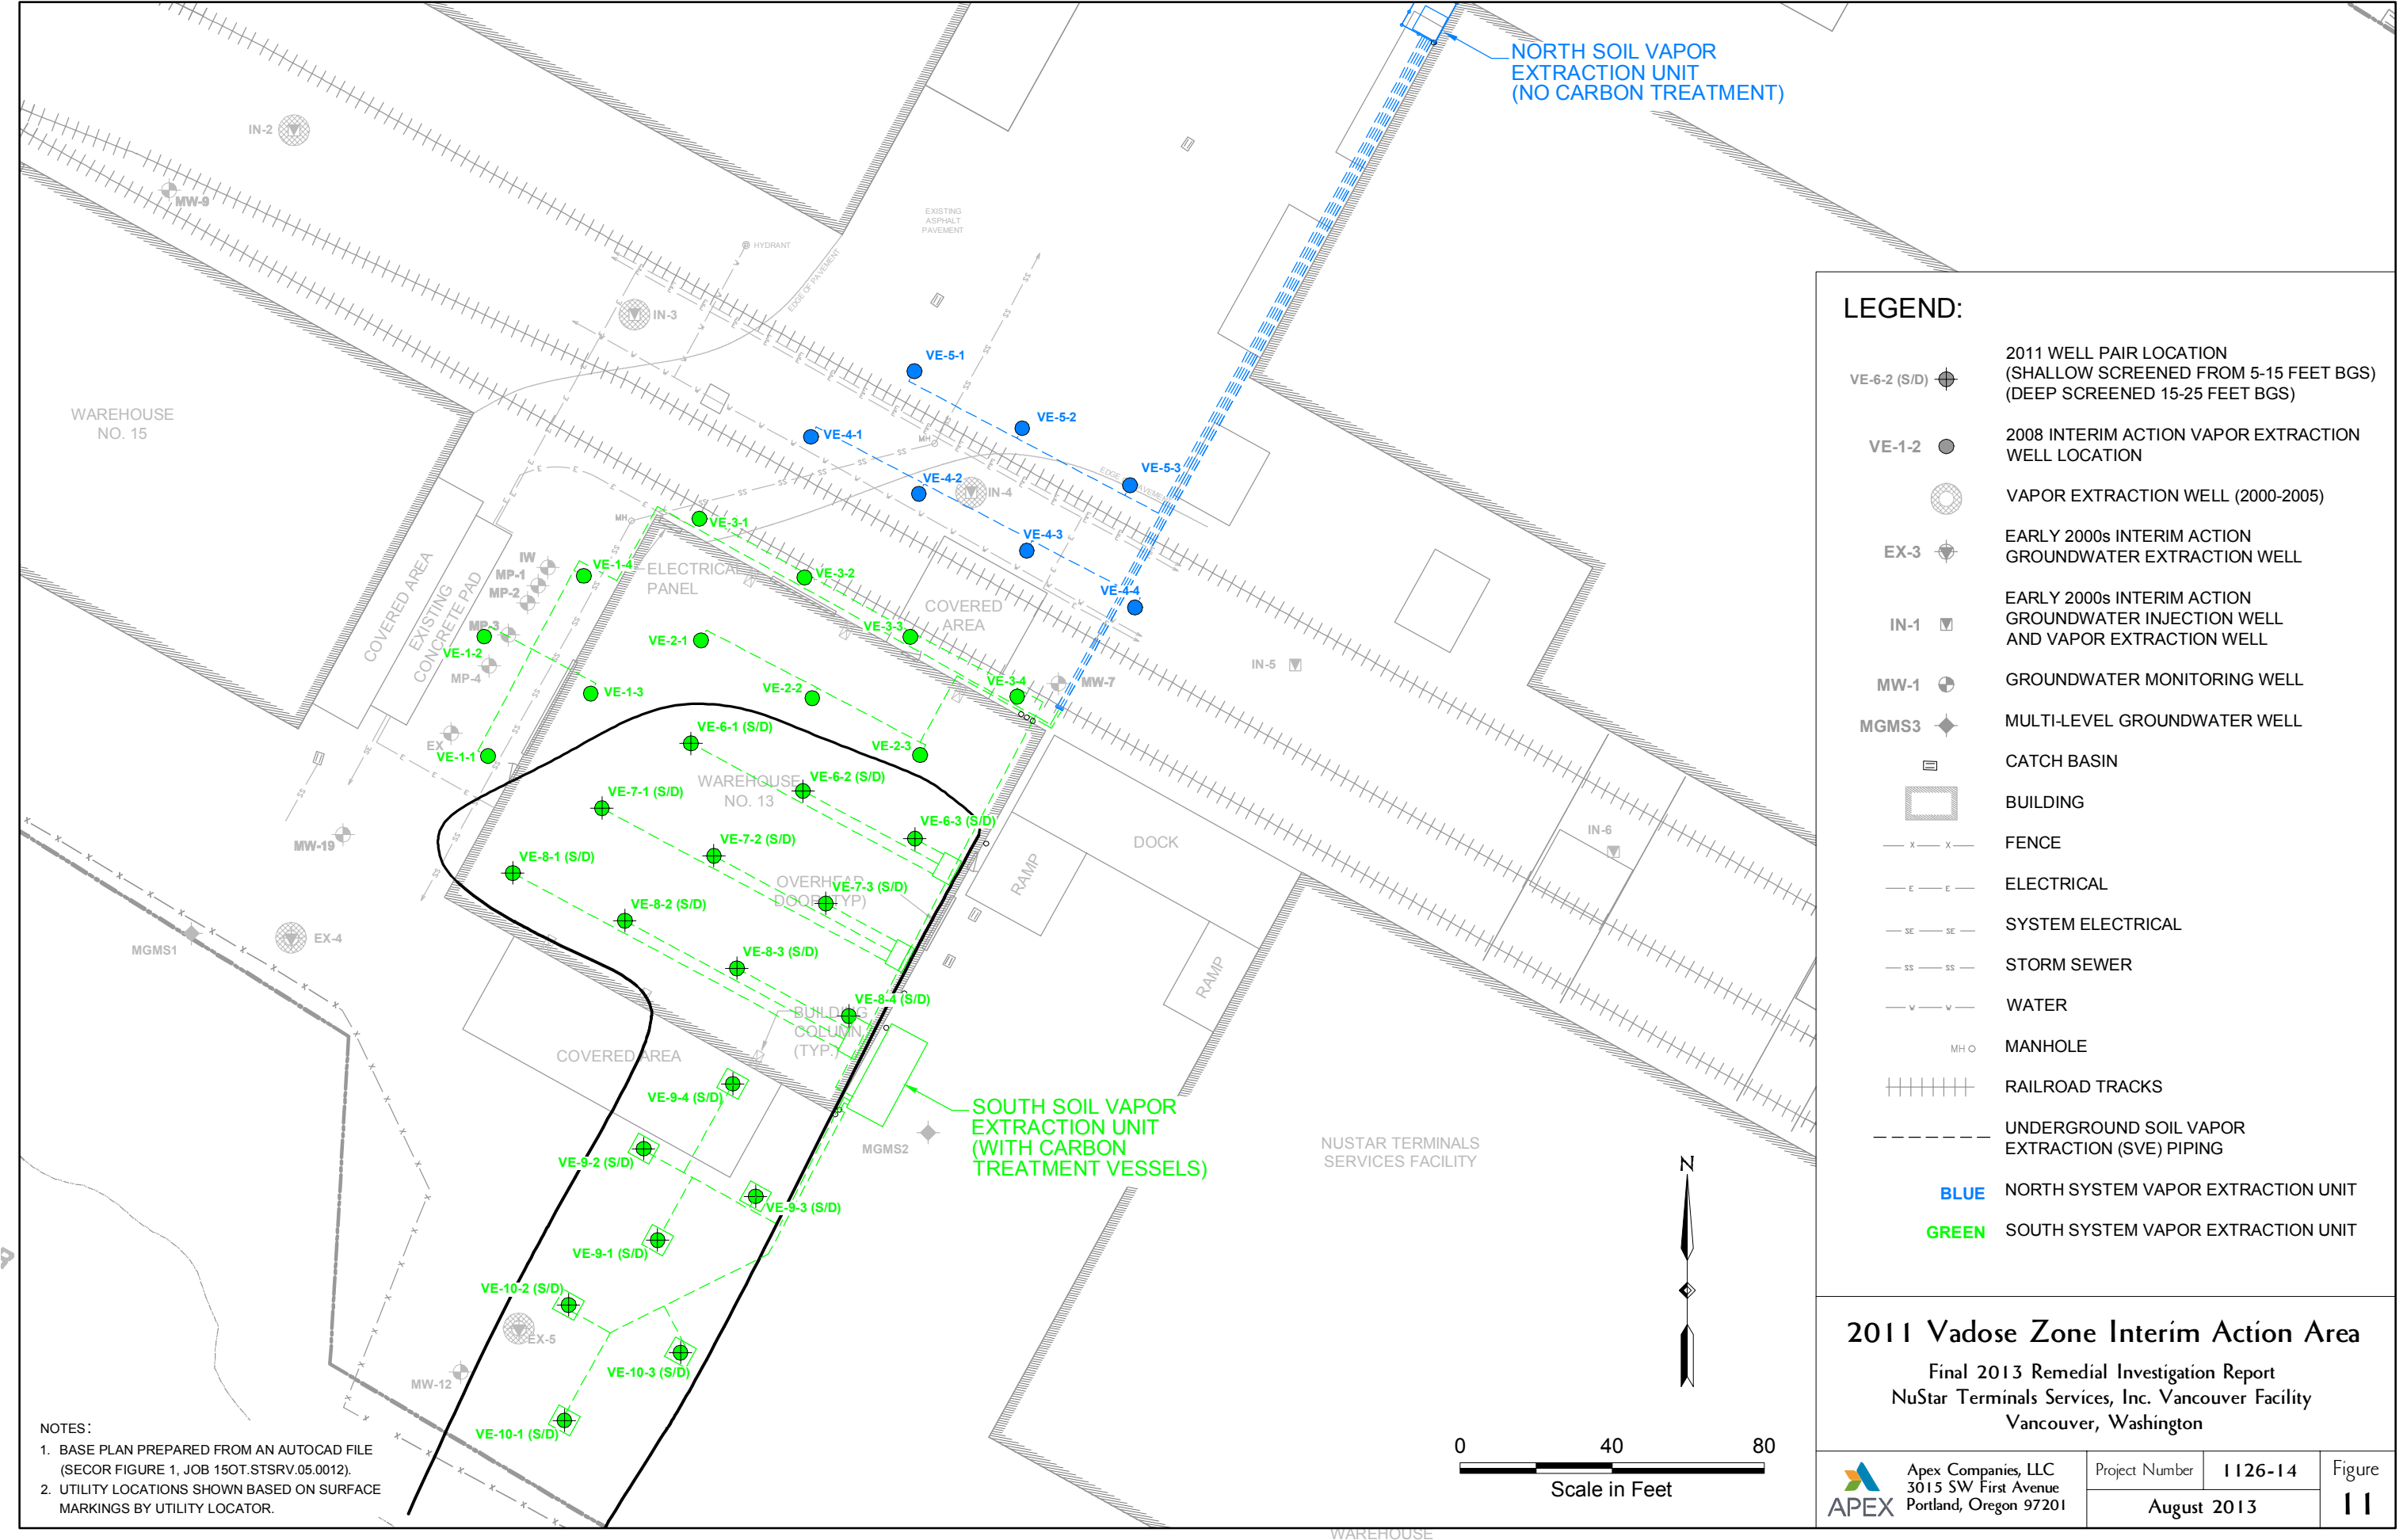 NORTH SOIL VAPOR
EXTRACTION UNIT
(NO CARBON TREATMENT)
IN-2
MW-9
EXISTING
ASPHALT
PAVEMENT
HYDRANT
EDGE OF PAVEMENT
IN-3
VE-5-1
VE-5-2
VE-5-3
VE-4-1
MH
VE-4-2
IN-4
VE-4-3
VE-4-4
WAREHOUSE
NO. 15
MH
VE-3-1
VE-3-2
VE-3-3
VE-3-4
COVERED
AREA
IW
MP-1
MP-2
MP-3
MP-4
VE-1-4
ELECTRICAL
PANEL
VE-1-2
VE-1-3
VE-1-1
EX
COVERED AREA
EXISTING
CONCRETE PAD
VE-2-1
VE-2-2
VE-2-3
MW-7
IN-5
IN-6
VE-6-1 (S/D)
VE-6-2 (S/D)
VE-6-3 (S/D)
WAREHOUSE
NO. 13
VE-7-1 (S/D)
VE-7-2 (S/D)
VE-7-3 (S/D)
OVERHEAD
DOOR (TYP)
VE-8-1 (S/D)
VE-8-2 (S/D)
VE-8-3 (S/D)
VE-8-4 (S/D)
BUILDING
COLUMN
(TYP.)
DOCK
RAMP
RAMP
MW-19
MGMS1
EX-4
COVERED AREA
VE-9-4 (S/D)
VE-9-2 (S/D)
VE-9-3 (S/D)
VE-9-1 (S/D)
SOUTH SOIL VAPOR
EXTRACTION UNIT
(WITH CARBON
TREATMENT VESSELS)
MGMS2
NUSTAR TERMINALS
SERVICES FACILITY
VE-10-2 (S/D)
EX-5
VE-10-3 (S/D)
MW-12
VE-10-1 (S/D)
N
0 40 80
Scale in Feet
WAREHOUSE
NOTES:
1. BASE PLAN PREPARED FROM AN AUTOCAD FILE
(SECOR FIGURE 1, JOB 15OT.STSRV.05.0012).
2. UTILITY LOCATIONS SHOWN BASED ON SURFACE
MARKINGS BY UTILITY LOCATOR.
LEGEND:
VE-6-2 (S/D) 2011 WELL PAIR LOCATION
(SHALLOW SCREENED FROM 5-15 FEET BGS)
(DEEP SCREENED 15-25 FEET BGS)
VE-1-2 2008 INTERIM ACTION VAPOR EXTRACTION
WELL LOCATION
VAPOR EXTRACTION WELL (2000-2005)
EX-3 EARLY 2000s INTERIM ACTION
GROUNDWATER EXTRACTION WELL
IN-1 EARLY 2000s INTERIM ACTION
GROUNDWATER INJECTION WELL
AND VAPOR EXTRACTION WELL
MW-1 GROUNDWATER MONITORING WELL
MGMS3 MULTI-LEVEL GROUNDWATER WELL
CATCH BASIN
BUILDING
X X FENCE
E E ELECTRICAL
SE SE SYSTEM ELECTRICAL
SS SS STORM SEWER
W W WATER
MH MANHOLE
RAILROAD TRACKS
UNDERGROUND SOIL VAPOR
EXTRACTION (SVE) PIPING
BLUE NORTH SYSTEM VAPOR EXTRACTION UNIT
GREEN SOUTH SYSTEM VAPOR EXTRACTION UNIT
2011 Vadose Zone Interim Action Area
Final 2013 Remedial Investigation Report
NuStar Terminals Services, Inc. Vancouver Facility
Vancouver, Washington
APEX
Apex Companies, LLC
3015 SW First Avenue
Portland, Oregon 97201
Project Number 1126-14
August 2013
Figure
11